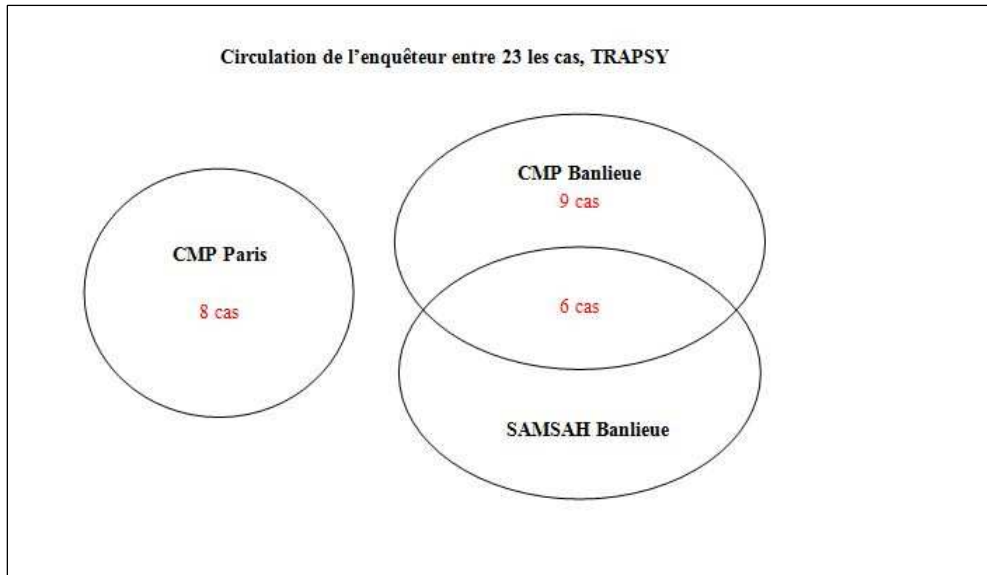 Circulation de l’enquêteur entre 23 les cas, TRAPSY
CMP Banlieue
9 cas
CMP Paris
8 cas
6 cas
SAMSAH Banlieue